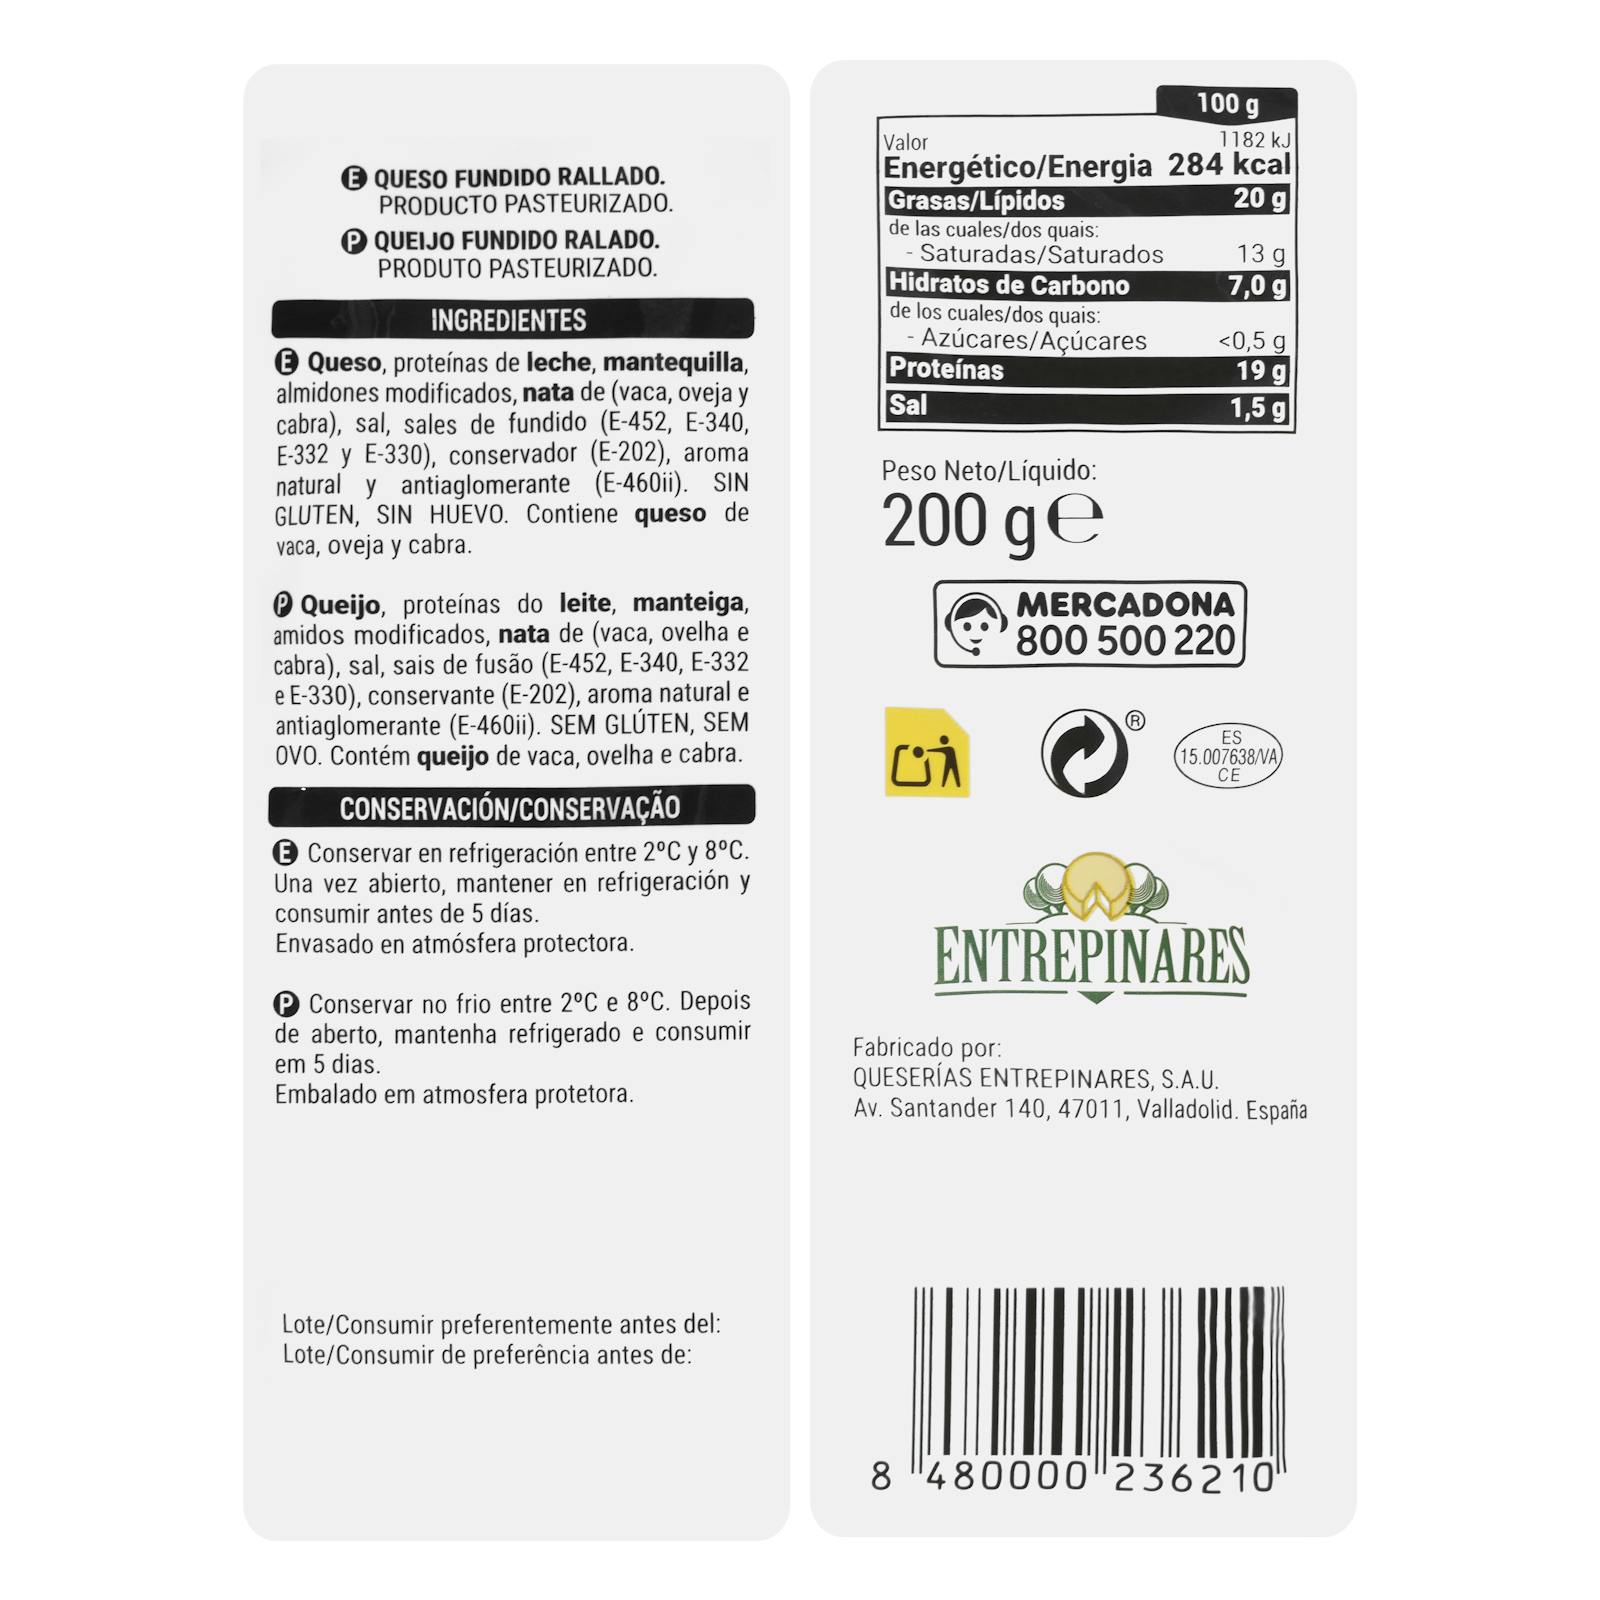 E QUESO FUNDIDO RALLADO.
PRODUCTO PASTEURIZADO.
P QUEIJO FUNDIDO RALADO.
PRODUTO PASTEURIZADO.
INGREDIENTES
E Queso, proteínas de leche, mantequilla,
almidones modificados, nata de (vaca, oveja y
cabra), sal, sales de fundido (E-452, E-340,
E-332 y E-330), conservador (E-202), aroma
natural y antiaglomerante (E-460ii). SIN
GLUTEN, SIN HUEVO. Contiene queso de
vaca, oveja y cabra.
P Queijo, proteínas do leite, manteiga,
amidos modificados, nata de (vaca, ovelha e
cabra), sal, sais de fusão (E-452, E-340, E-332
e E-330), conservante (E-202), aroma natural e
antiaglomerante (E-460ii). SEM GLÚTEN, SEM
OVO. Contém queijo de vaca, ovelha e cabra.
CONSERVACIÓN/CONSERVAÇÃO
E Conservar en refrigeración entre 2ºC y 8ºC.
Una vez abierto, mantener en refrigeración y
consumir antes de 5 días.
Envasado en atmósfera protectora.
P Conservar no frio entre 2ºC e 8ºC. Depois
de aberto, mantenha refrigerado e consumir
em 5 dias.
Embalado em atmosfera protetora.
Lote/Consumir preferentemente antes del:
Lote/Consumir de preferência antes de:
100 g
Valor 1182 kJ
Energético/Energia 284 kcal
Grasas/Lípidos 20 g
de las cuales/dos quais:
- Saturadas/Saturados 13 g
Hidratos de Carbono 7,0 g
de los cuales/dos quais:
- Azúcares/Açúcares <0,5 g
Proteínas 19 g
Sal 1,5 g
Peso Neto/Líquido:
200 g e
MERCADONA
800 500 220
®
ES
15.007638/VA
CE
ENTREPINARES
Fabricado por:
QUESERÍAS ENTREPINARES, S.A.U.
Av. Santander 140, 47011, Valladolid. España
8 480000 236210